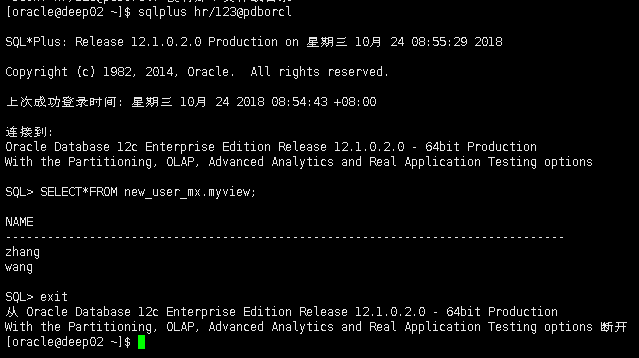 [oracle@deep02 ~]$ sqlplus hr/123@pdborcl
SQL*Plus: Release 12.1.0.2.0 Production on 星期三 10月 24 08:55:29 2018
Copyright (c) 1982, 2014, Oracle.  All rights reserved.
上次成功登录时间: 星期三 10月 24 2018 08:54:43 +08:00
连接到:
Oracle Database 12c Enterprise Edition Release 12.1.0.2.0 - 64bit Production
With the Partitioning, OLAP, Advanced Analytics and Real Application Testing options
SQL> SELECT*FROM new_user_mx.myview;
NAME
--------------------------------------------------------------------------------
zhang
wang
SQL> exit
从 Oracle Database 12c Enterprise Edition Release 12.1.0.2.0 - 64bit Production
With the Partitioning, OLAP, Advanced Analytics and Real Application Testing options 断开
[oracle@deep02 ~]$